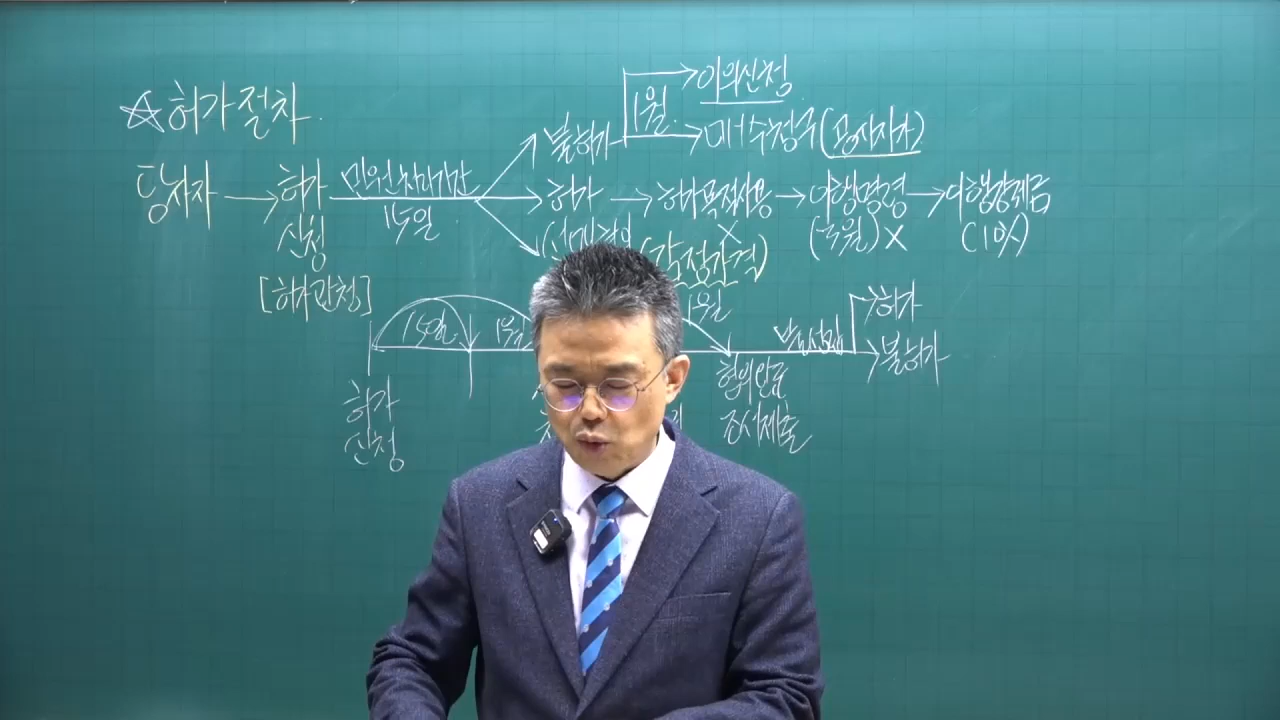 ☆허가절차
1월 이의신청
불허가 매수청구(공사지가)
당사자 → 허가신청 민원처리기간 15일 → 허가 → 허가목적사용 X → 이행명령 → 이행강제금
(선매협의 (감정가격) (3월) X (10%)
[허가관청]
15일 1월 1월 허가
불허가
허가신청 협의완료 조서제출